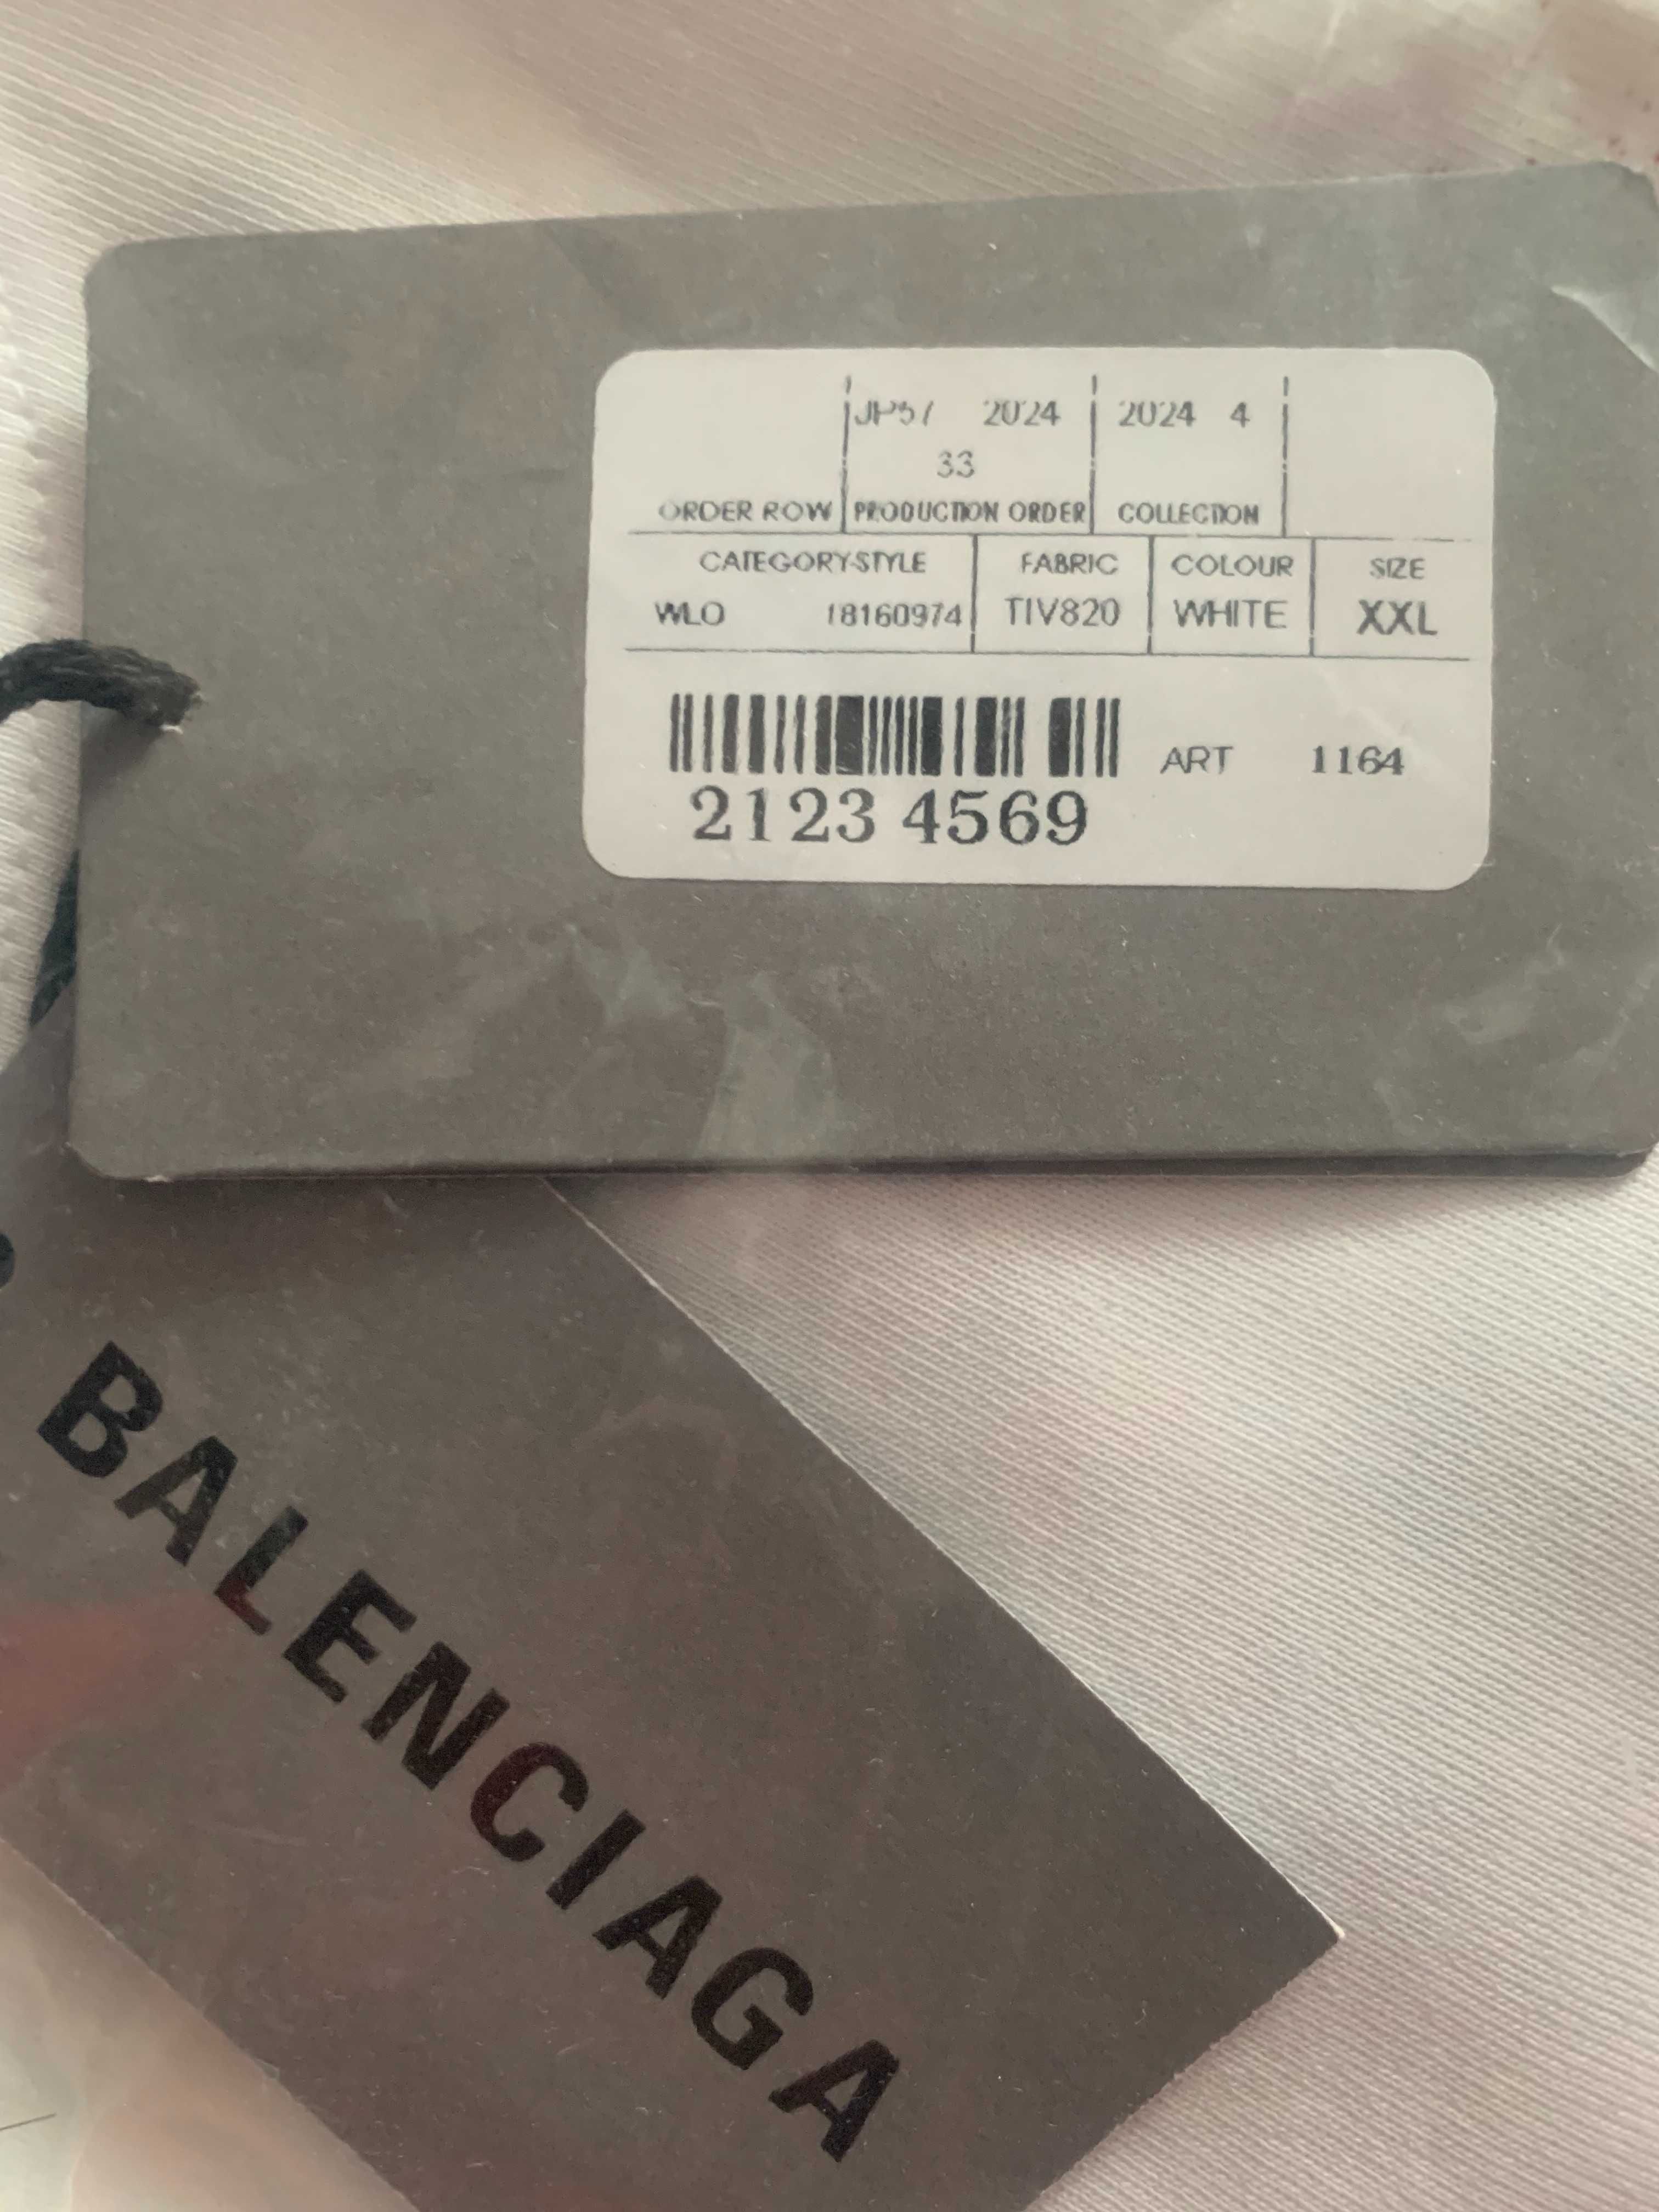 JP57 2024 2024 4
33
ORDER ROW PRODUCTION ORDER COLLECTION
CATEGORY-STYLE FABRIC COLOUR SIZE
WLO 18160974 TIV820 WHITE XXL
ART 1164
2123 4569
BALENCIAGA